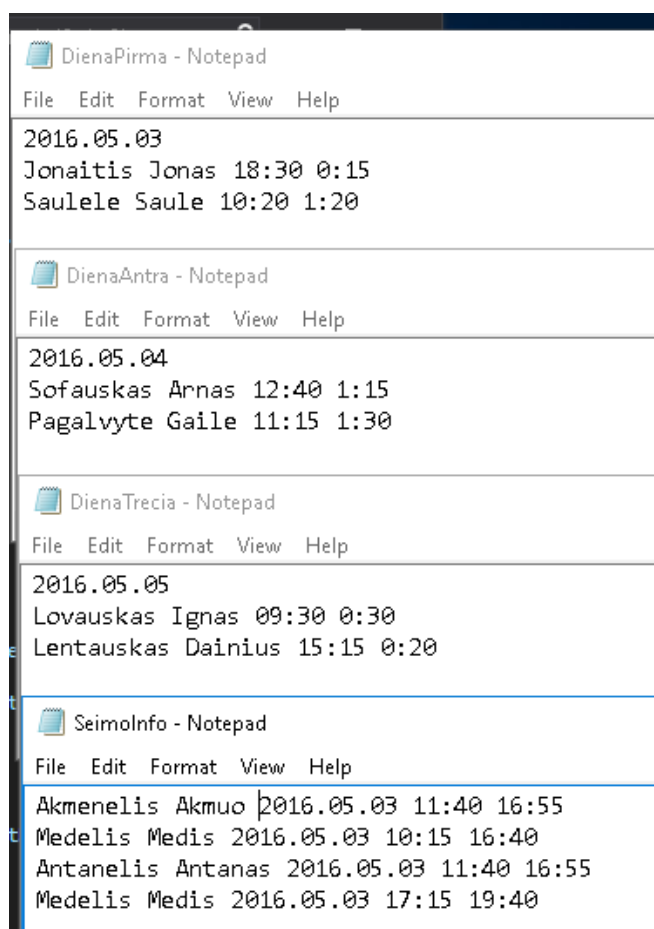 DienaPirma - Notepad
File Edit Format View Help
2016.05.03
Jonaitis Jonas 18:30 0:15
Saulele Saule 10:20 1:20
DienaAntra - Notepad
File Edit Format View Help
2016.05.04
Sofauskas Arnas 12:40 1:15
Pagalvyte Gaile 11:15 1:30
DienaTrecia - Notepad
File Edit Format View Help
2016.05.05
Lovauskas Ignas 09:30 0:30
Lentauskas Dainius 15:15 0:20
SeimoInfo - Notepad
File Edit Format View Help
Akmenelis Akmuo 2016.05.03 11:40 16:55
Medelis Medis 2016.05.03 10:15 16:40
Antanelis Antanas 2016.05.03 11:40 16:55
Medelis Medis 2016.05.03 17:15 19:40